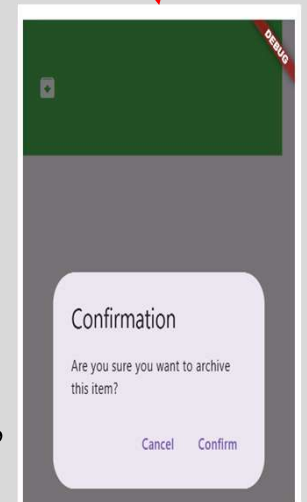 DEBUG
Confirmation
Are you sure you want to archive
this item?
Cancel Confirm